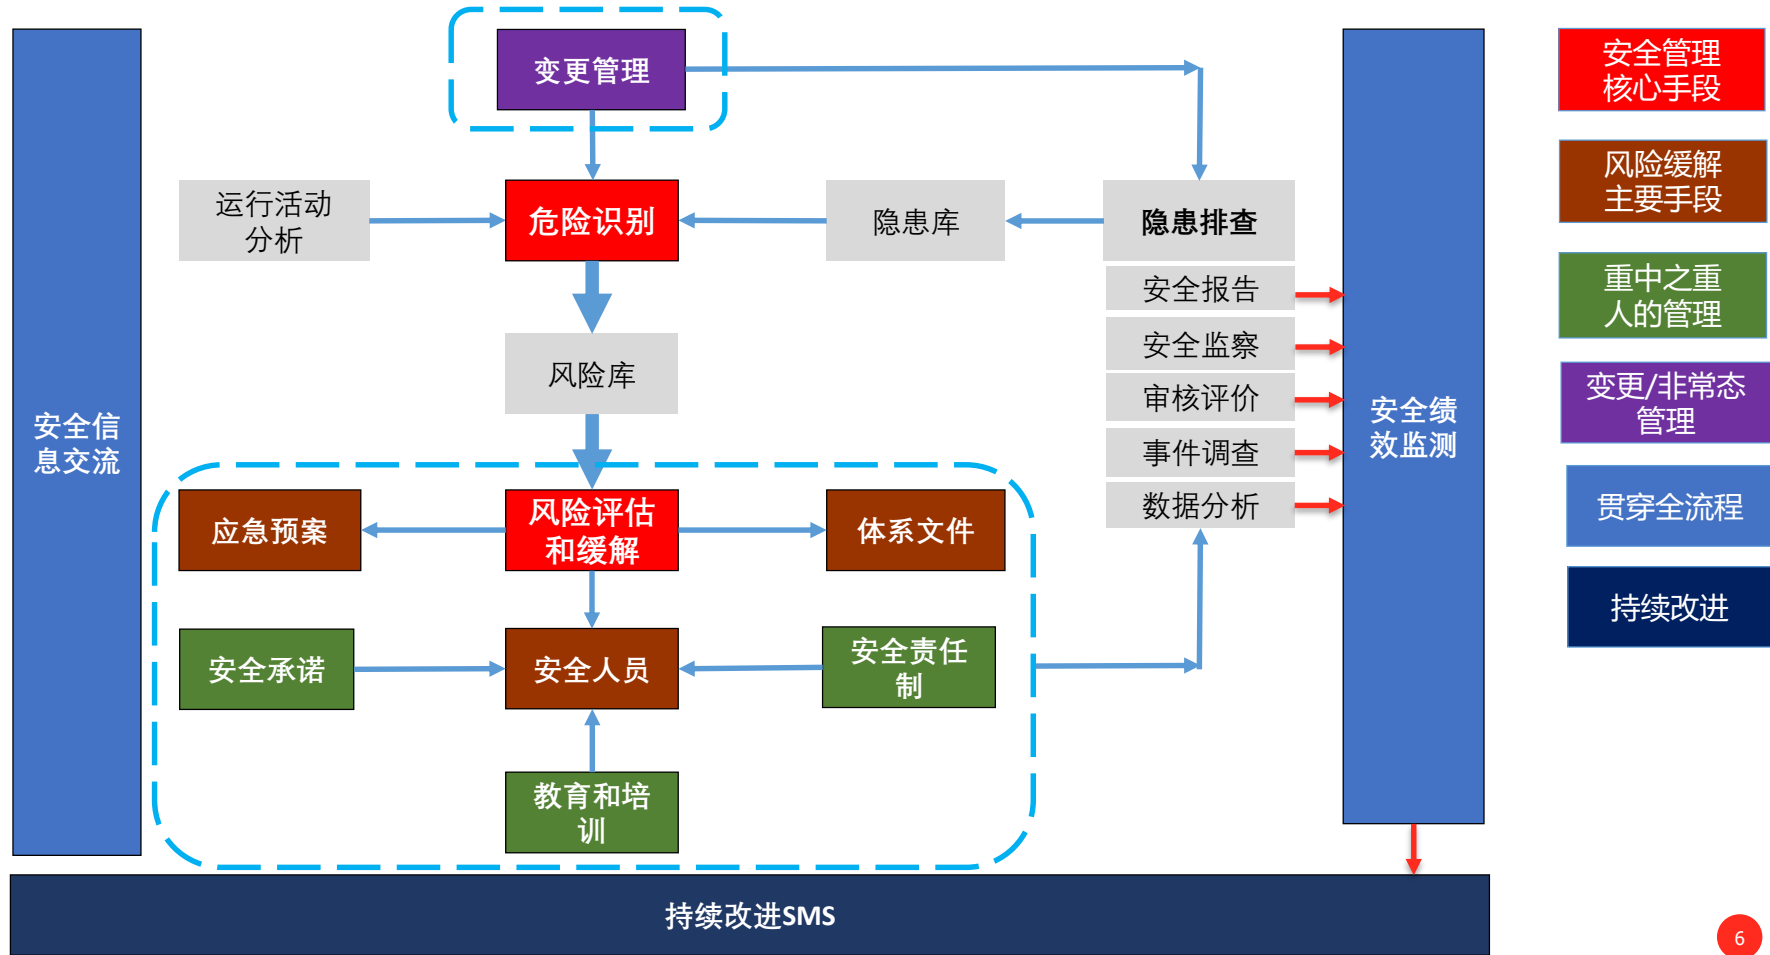 变更管理
运行活动
分析
危险识别
隐患库
隐患排查
安全报告
安全监察
审核评价
事件调查
数据分析
风险库
安全信
息交流
安全绩
效监测
应急预案
风险评估
和缓解
体系文件
安全承诺
安全人员
安全责任
制
教育和培
训
持续改进SMS
安全管理
核心手段
风险缓解
主要手段
重中之重
人的管理
变更/非常态
管理
贯穿全流程
持续改进
6